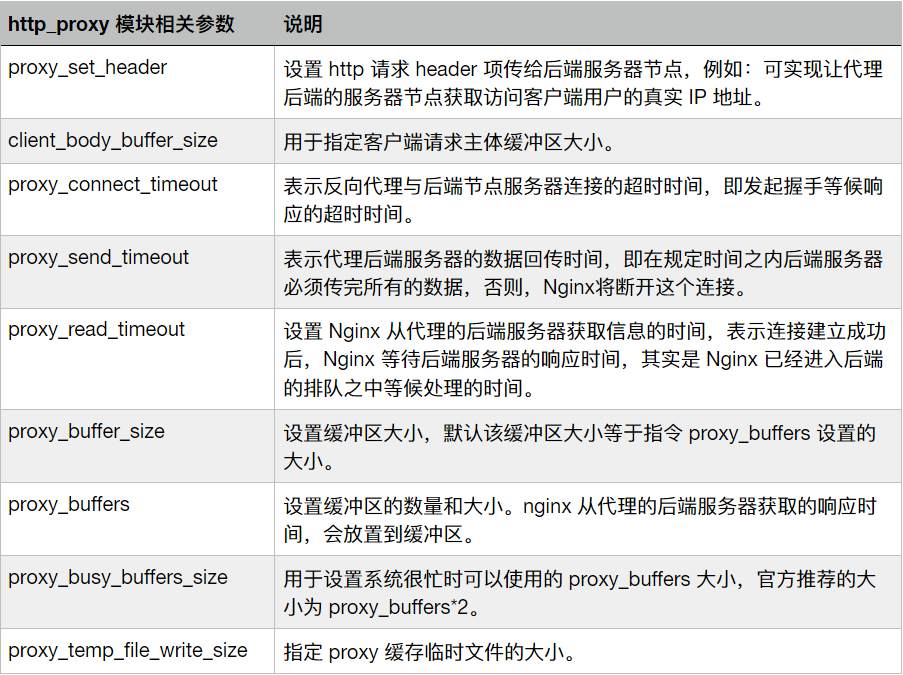 http_proxy 模块相关参数 说明
proxy_set_header 设置 http 请求 header 项传给后端服务器节点，例如：可实现让代理
后端的服务器节点获取访问客户端用户的真实 IP 地址。
client_body_buffer_size 用于指定客户端请求主体缓冲区大小。
proxy_connect_timeout 表示反向代理与后端节点服务器连接的超时时间，即发起握手等候响
应的超时时间。
proxy_send_timeout 表示代理后端服务器的数据回传时间，即在规定时间之内后端服务器
必须传完所有的数据，否则，Nginx将断开这个连接。
proxy_read_timeout 设置 Nginx 从代理的后端服务器获取信息的时间，表示连接建立成功
后，Nginx 等待后端服务器的响应时间，其实是 Nginx 已经进入后端
的排队之中等候处理的时间。
proxy_buffer_size 设置缓冲区大小，默认该缓冲区大小等于指令 proxy_buffers 设置的
大小。
proxy_buffers 设置缓冲区的数量和大小。nginx 从代理的后端服务器获取的响应时
间，会放置到缓冲区。
proxy_busy_buffers_size 用于设置系统很忙时可以使用的 proxy_buffers 大小，官方推荐的大
小为 proxy_buffers*2。
proxy_temp_file_write_size 指定 proxy 缓存临时文件的大小。